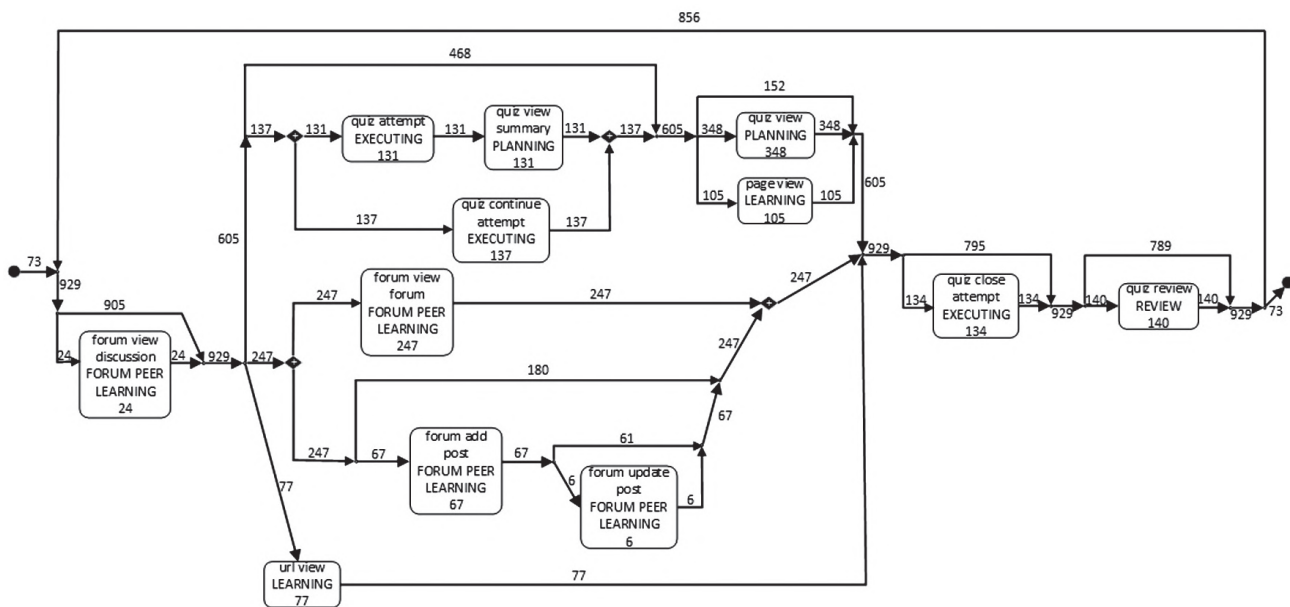 856
468
152
137
131
quiz attempt
EXECUTING
131
131
quiz view
summary
PLANNING
131
131
137
605
348
quiz view
PLANNING
348
348
105
page view
LEARNING
105
105
605
137
quiz continue
attempt
EXECUTING
137
137
605
73
929
905
24
forum view
discussion
FORUM PEER
LEARNING
24
24
929
247
247
forum view
forum
FORUM PEER
LEARNING
247
247
247
929
795
134
quiz close
attempt
EXECUTING
134
134
929
789
140
quiz review
REVIEW
140
140
929
73
247
180
247
67
forum add
post
FORUM PEER
LEARNING
67
67
61
67
6
forum update
post
FORUM PEER
LEARNING
6
6
77
url view
LEARNING
77
77